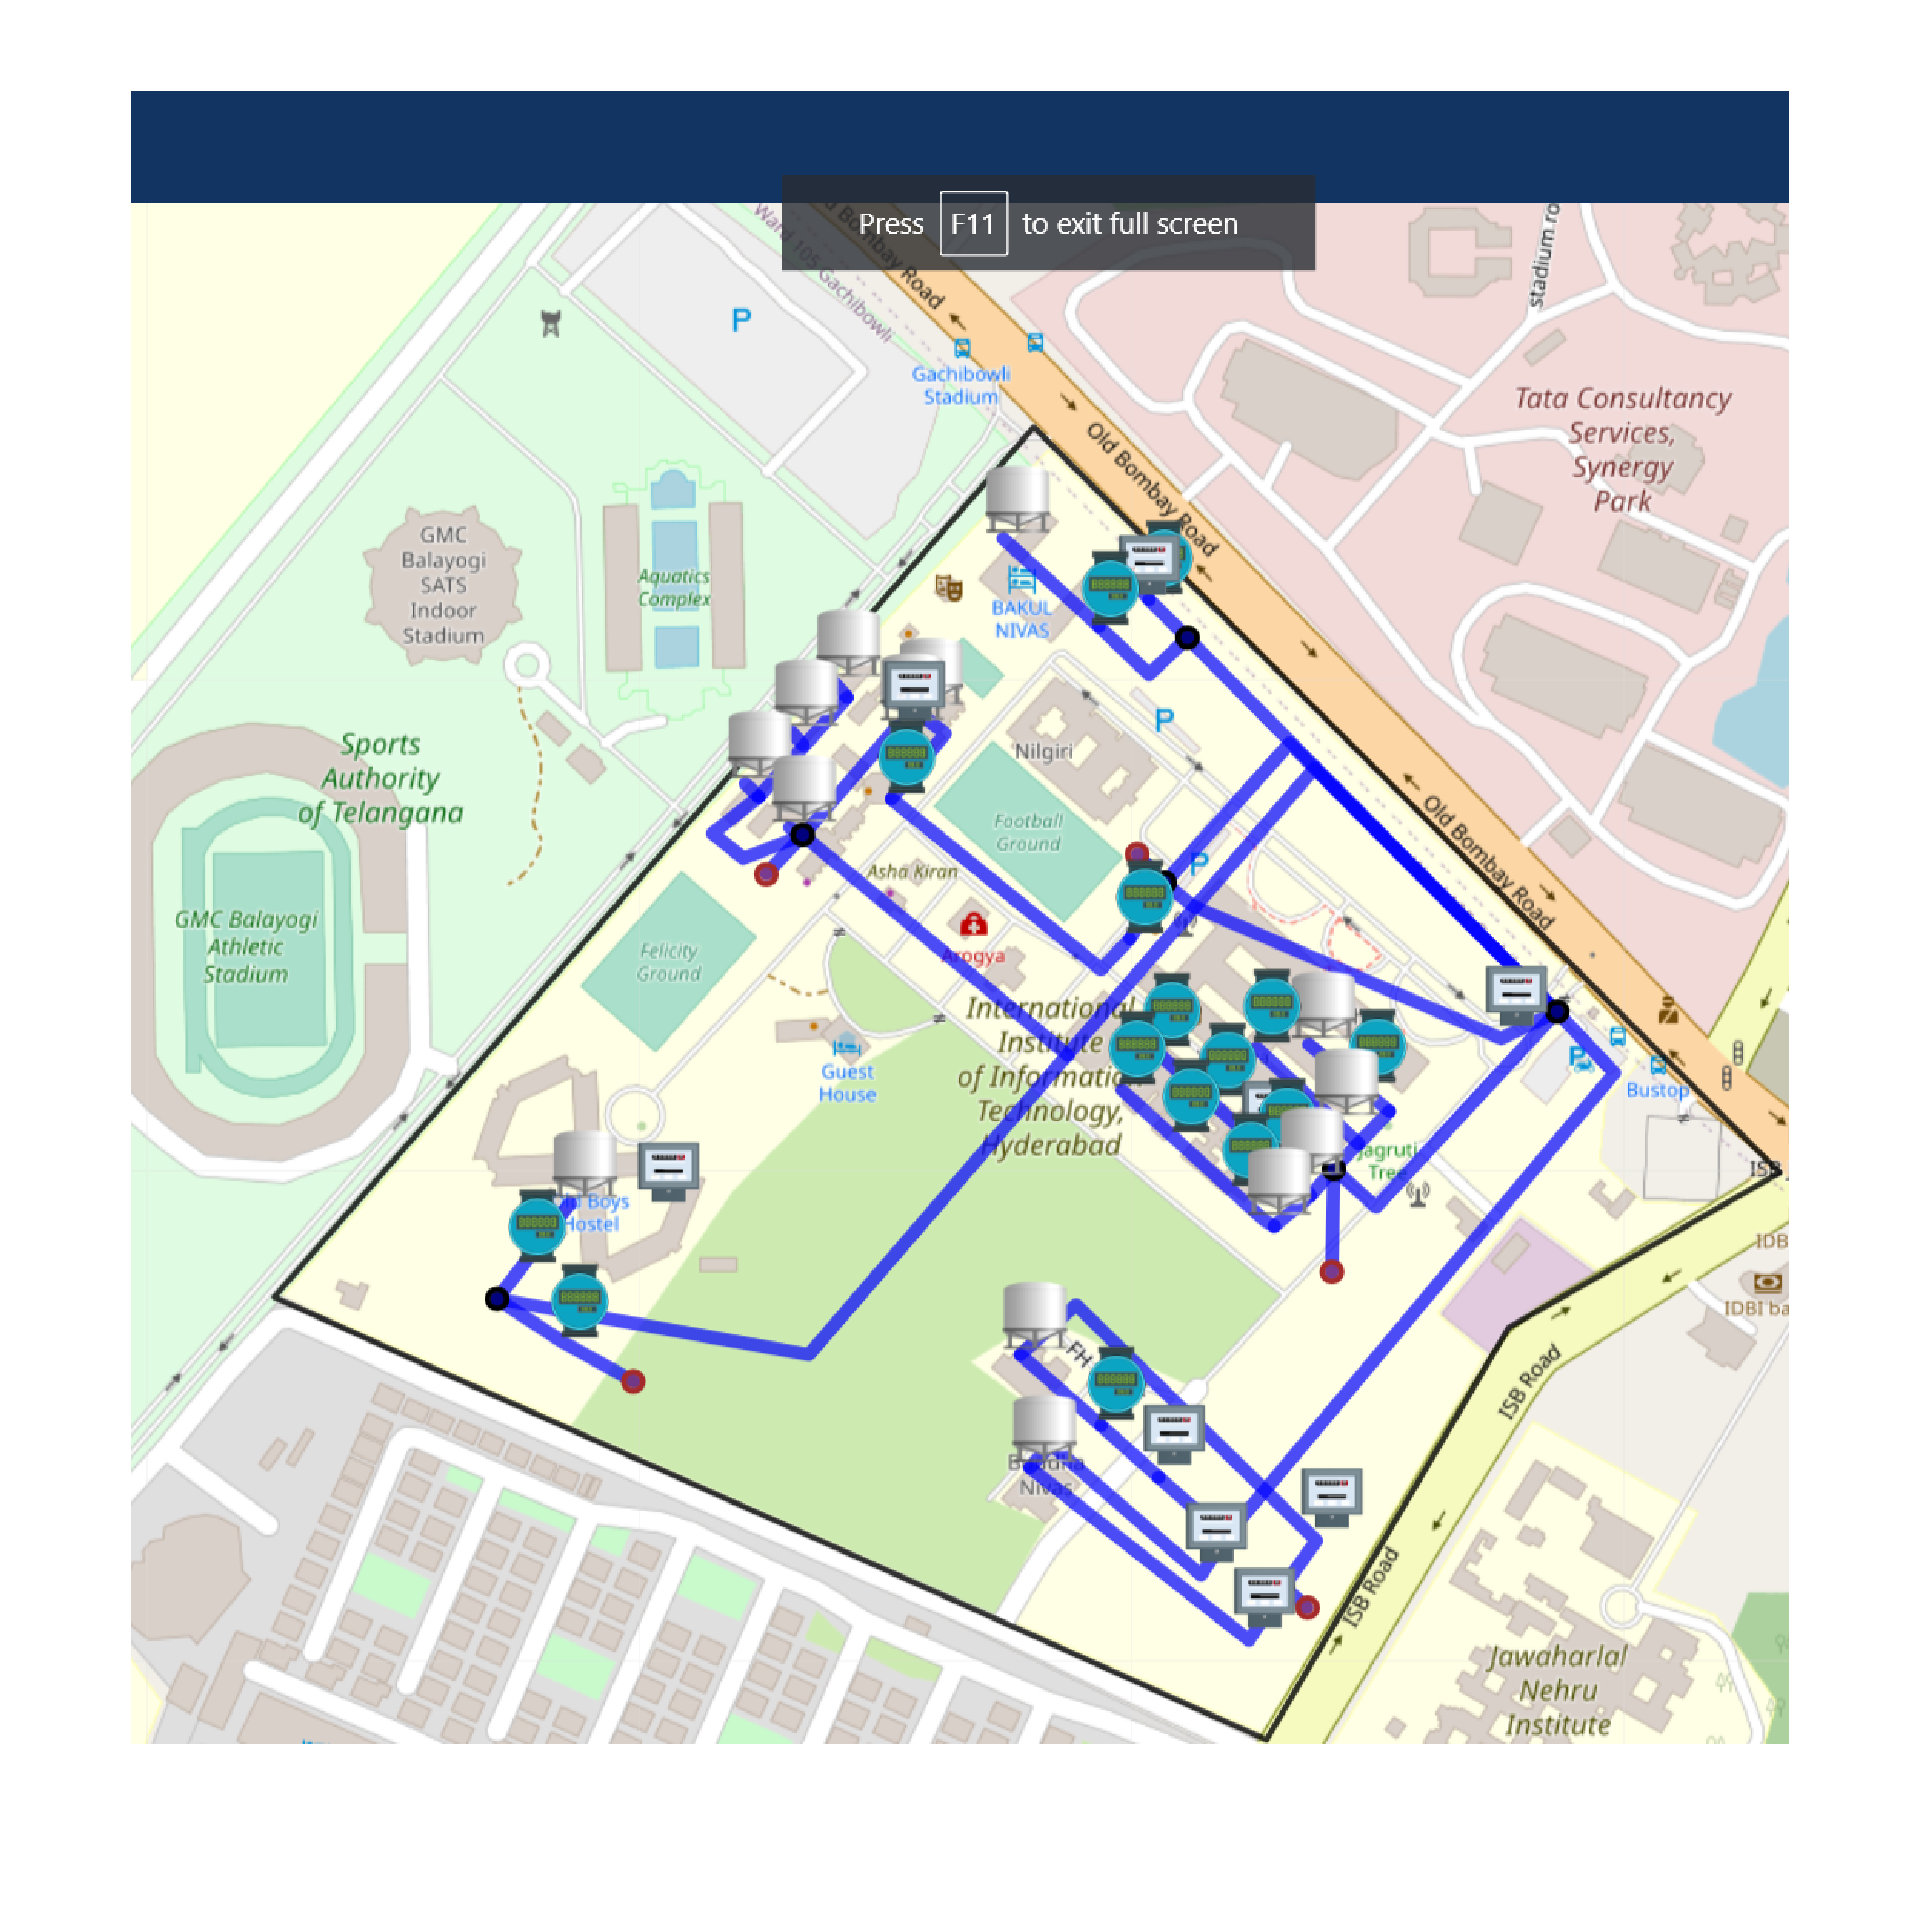 Press F11 to exit full screen
Ward 105 Gachibowli
Old Bombay Road
stadium ro
P
Gachibowli
Stadium
Tata Consultancy
Services,
Synergy
Park
Old Bombay Road
GMC
Balayogi
SATS
Indoor
Stadium
Aquatics
Complex
BAKUL
NIVAS
P
Nilgiri
Sports
Authority
of Telangana
Football
Ground
Old Bombay Road
P
Asha Kiran
GMC Balayogi
Athletic
Stadium
Felicity
Ground
Arogya
International
Institute
of Information
Technology,
Hyderabad
Guest
House
P
Bustop
Jagruti
Tree
ISB
Boys
Hostel
IDB
IDBI ba
FH
ISB Road
Nivas
ISB Road
Jawaharlal
Nehru
Institute